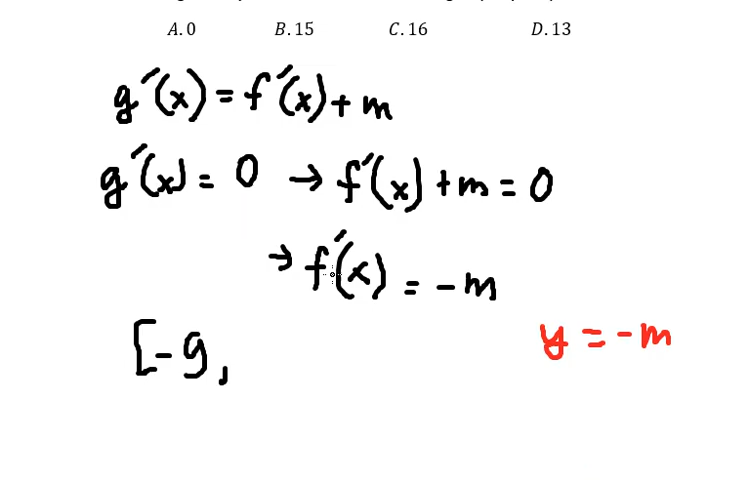 A. 0 B. 15 C. 16 D. 13
g'(x) = f'(x) + m
g'(x) = 0 → f'(x) + m = 0
→ f'(x) = -m
[-9,
y = -m